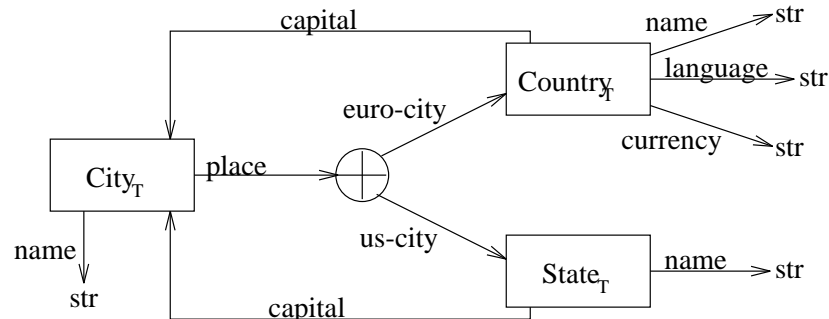 capital
name
str
Country_T
language
str
euro-city
currency
str
City_T
place
us-city
name
str
State_T
name
str
capital